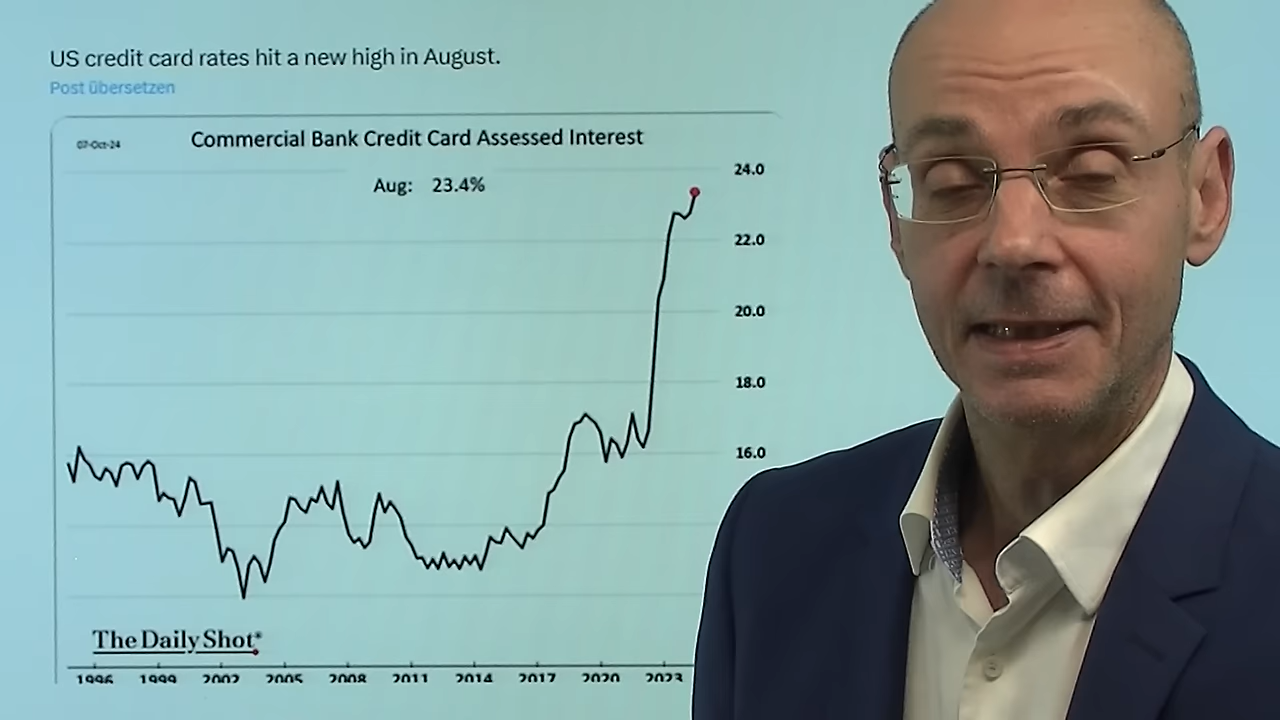 US credit card rates hit a new high in August.
Post übersetzen
07-Oct-24
Commercial Bank Credit Card Assessed Interest
Aug: 23.4%
24.0
22.0
20.0
18.0
16.0
The Daily Shot
1996 1999 2002 2005 2008 2011 2014 2017 2020 2023